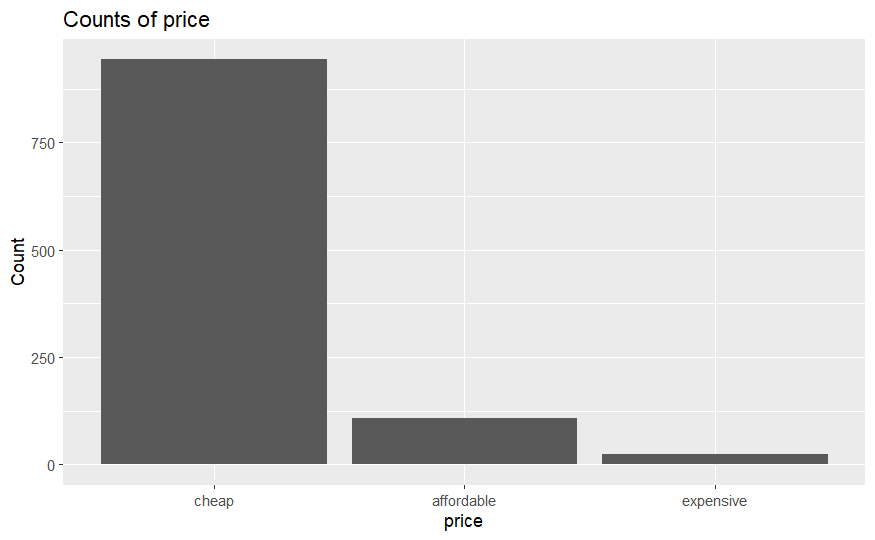 Counts of price
750
500
250
0
Count
cheap affordable expensive
price